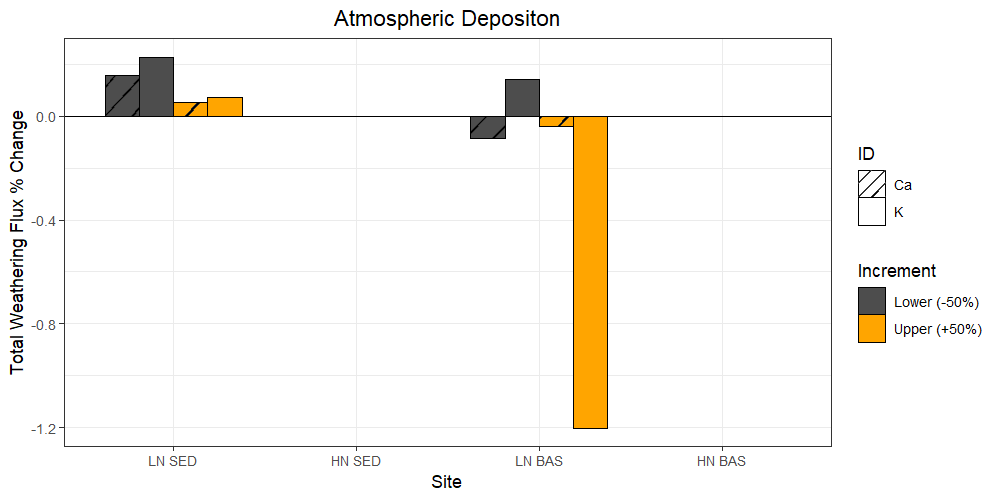 Atmospheric Depositon
Total Weathering Flux % Change
0.0
-0.4
-0.8
-1.2
LN SED
HN SED
LN BAS
HN BAS
Site
ID
Ca
K
Increment
Lower (-50%)
Upper (+50%)